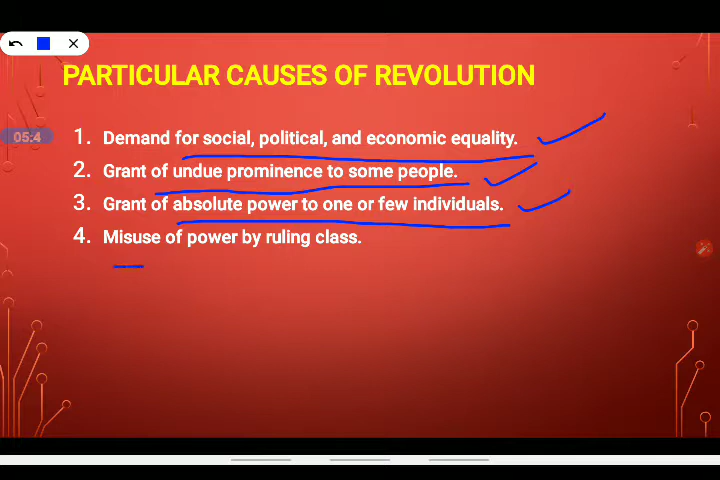 PARTICULAR CAUSES OF REVOLUTION
05:4
1. Demand for social, political, and economic equality.
2. Grant of undue prominence to some people.
3. Grant of absolute power to one or few individuals.
4. Misuse of power by ruling class.